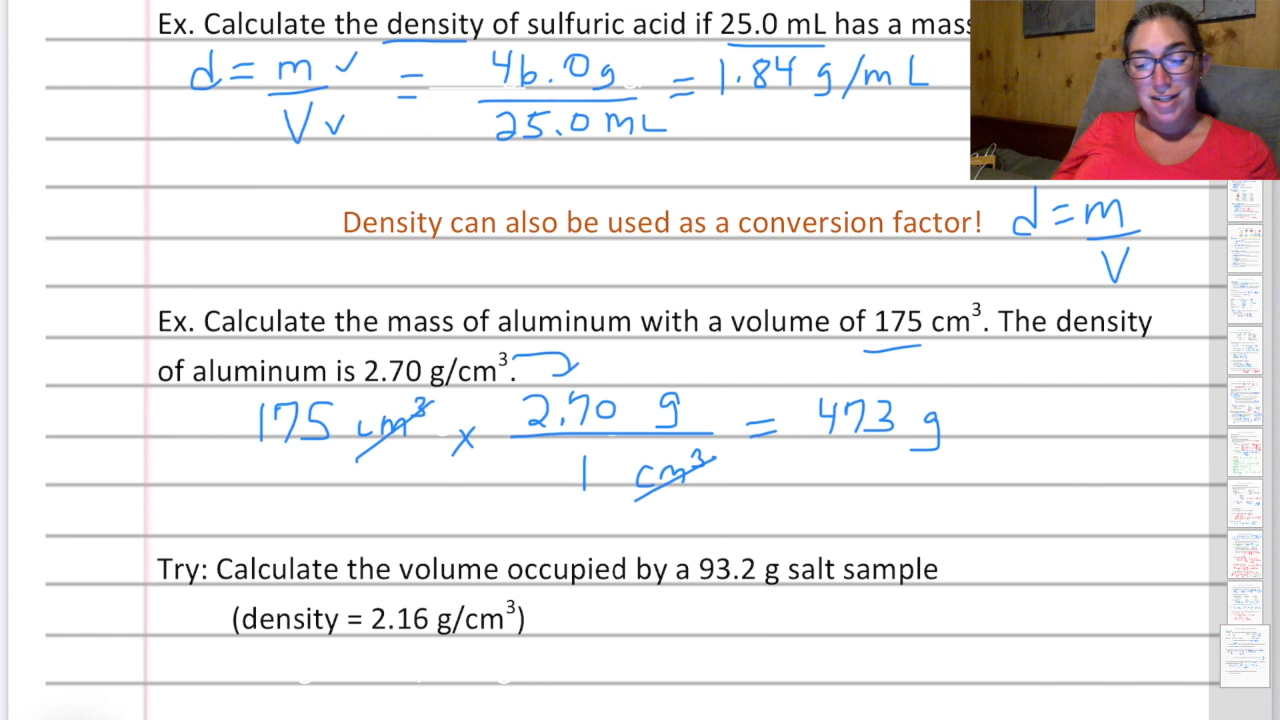 Ex. Calculate the density of sulfuric acid if 25.0 mL has a mass
d = m / V = 46.0 g / 25.0 mL = 1.84 g/mL
Density can also be used as a conversion factor! d = m / V
Ex. Calculate the mass of aluminum with a volume of 175 cm³. The density
of aluminum is 2.70 g/cm³.
175 cm³ x 2.70 g / 1 cm³ = 473 g
Try: Calculate the volume occupied by a 93.2 g salt sample
(density = 2.16 g/cm³)